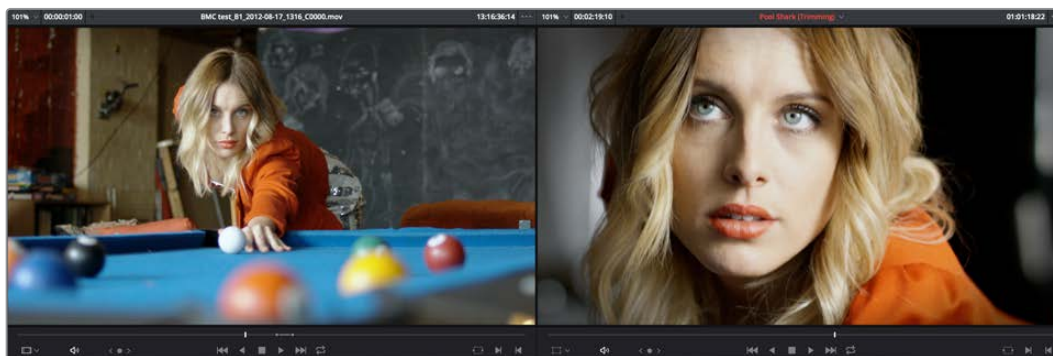 101% 00:00:01:00 BMC test_B1_2012-08-17_1316_C0000.mov 13:16:36:14
101% 00:02:19:10 Pool Shark (Trimming) 01:01:18:22